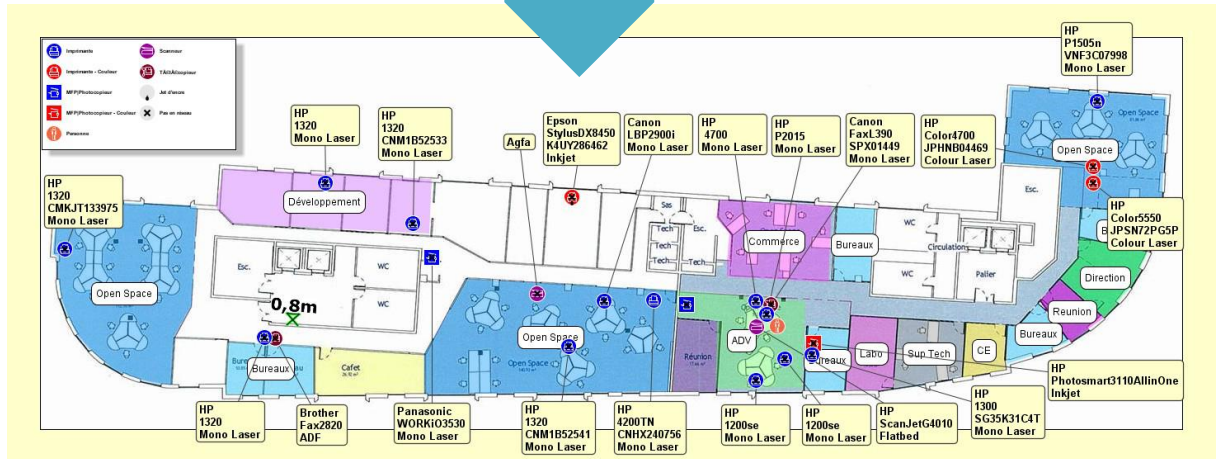 Imprimante
Scanneur
Imprimante - Couleur
MFP|Photocopieur
Jet d'encre
MFP|Photocopieur - Couleur
Pas en réseau
Personne
HP
P1505n
VNF3C07998
Mono Laser
HP
1320
Mono Laser
HP
1320
CNM1B52533
Mono Laser
Agfa
Epson
StylusDX8450
K4UY286462
Inkjet
Canon
LBP2900i
Mono Laser
HP
4700
Mono Laser
HP
P2015
Mono Laser
Canon
FaxL390
SPX01449
Mono Laser
HP
Color4700
JPHNB04469
Colour Laser
Open Space
Open Space
HP
1320
CMKJT133975
Mono Laser
Développement
Esc.
Sas
Esc.
Tech
Tech
Tech
Tech
Commerce
Bureaux
WC
WC
Circulations
Palier
Esc.
HP
Color5550
JPSN72PG5P
Colour Laser
Direction
Reunion
Bureaux
Open Space
Esc.
WC
WC
0,8m
Bureaux
Cafet
Open Space
Open Space
Réunion
ADV
Labo
Sup Tech
CE
HP
1320
Mono Laser
Brother
Fax2820
ADF
Panasonic
WORKiO3530
Mono Laser
HP
1320
CNM1B52541
Mono Laser
HP
4200TN
CNHX240756
Mono Laser
HP
1200se
Mono Laser
HP
1200se
Mono Laser
HP
ScanJetG4010
Flatbed
HP
1300
SG35K31C4T
Mono Laser
HP
Photosmart3110AllinOne
Inkjet